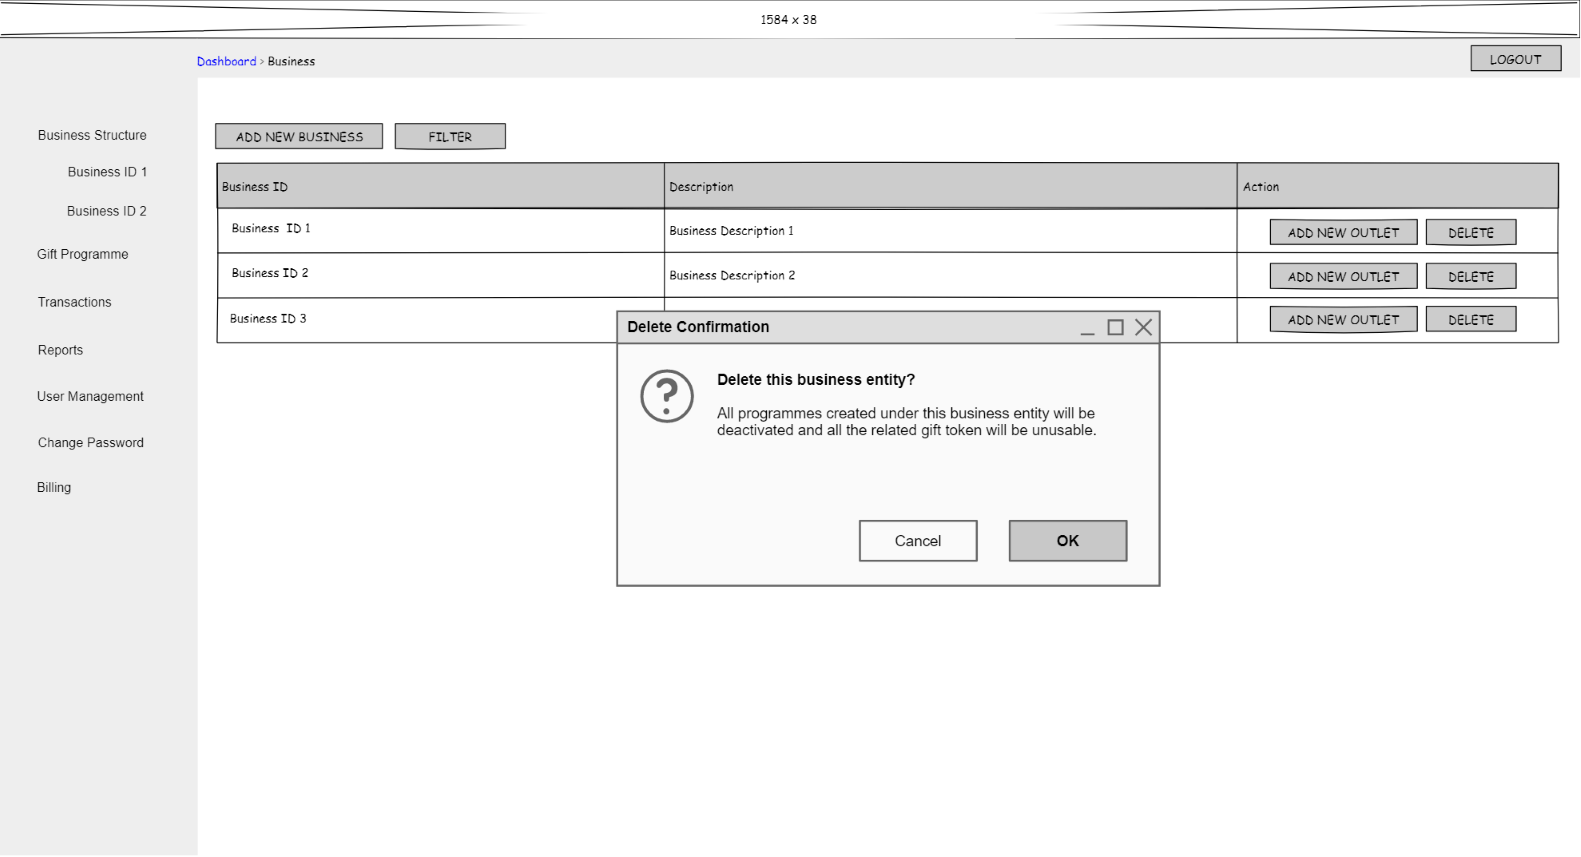 1584 x 38
Dashboard > Business
LOGOUT
Business Structure
Business ID 1
Business ID 2
Gift Programme
Transactions
Reports
User Management
Change Password
Billing
ADD NEW BUSINESS FILTER
Business ID Description Action
Business ID 1 Business Description 1 ADD NEW OUTLET DELETE
Business ID 2 Business Description 2 ADD NEW OUTLET DELETE
Business ID 3 ADD NEW OUTLET DELETE
Delete Confirmation
?
Delete this business entity?
All programmes created under this business entity will be
deactivated and all the related gift token will be unusable.
Cancel OK